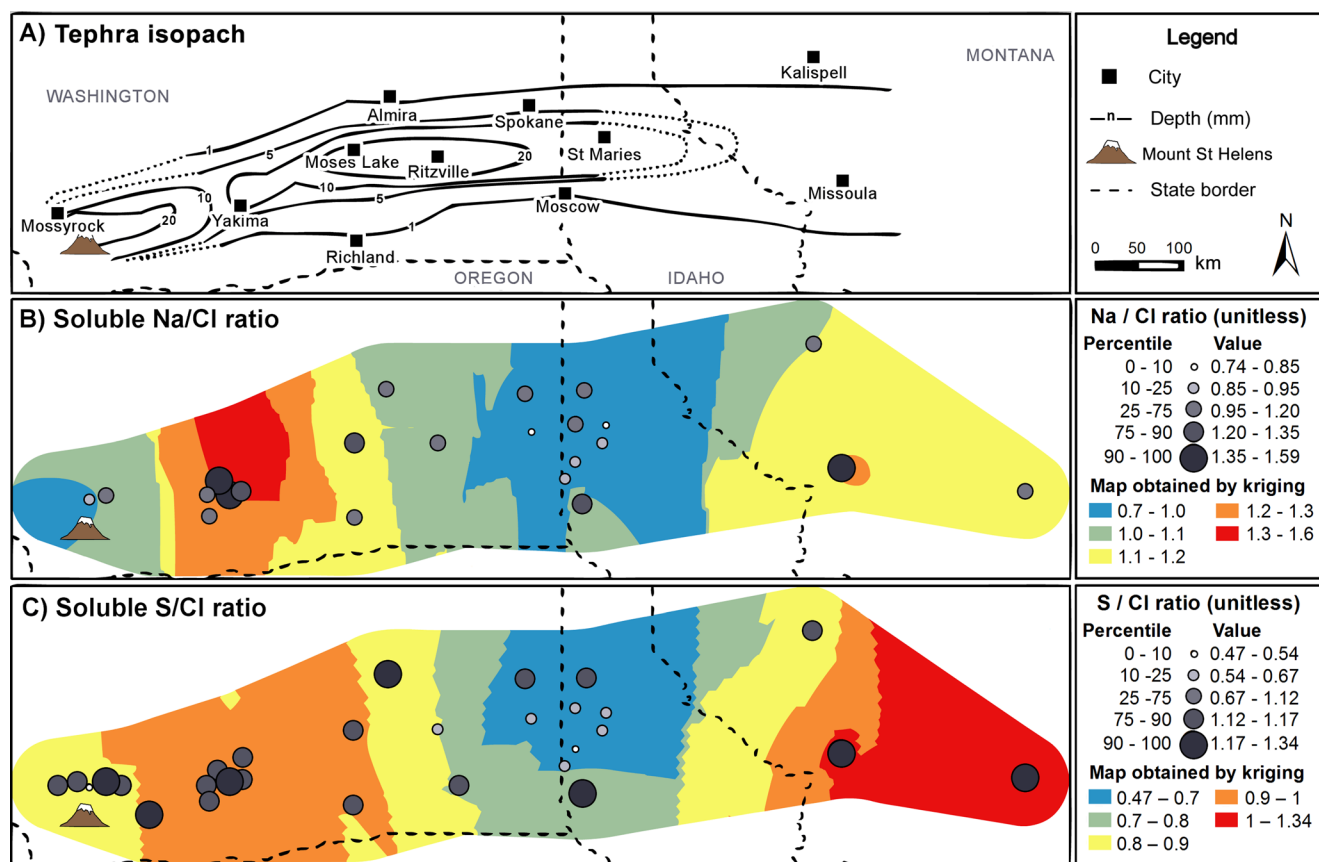 A) Tephra isopach
WASHINGTON
MONTANA
Kalispell
Almira
Spokane
1
5
Moses Lake
Ritzville
20
St Maries
10
10
5
Mossyrock
20
Yakima
1
Moscow
Missoula
Richland
OREGON
IDAHO
Legend
City
n Depth (mm)
Mount St Helens
State border
0 50 100
km
N
B) Soluble Na/Cl ratio
Na / Cl ratio (unitless)
Percentile Value
0 - 10 0.74 - 0.85
10 -25 0.85 - 0.95
25 -75 0.95 - 1.20
75 - 90 1.20 - 1.35
90 - 100 1.35 - 1.59
Map obtained by kriging
0.7 - 1.0 1.2 - 1.3
1.0 - 1.1 1.3 - 1.6
1.1 - 1.2
C) Soluble S/Cl ratio
S / Cl ratio (unitless)
Percentile Value
0 - 10 0.47 - 0.54
10 -25 0.54 - 0.67
25 -75 0.67 - 1.12
75 - 90 1.12 - 1.17
90 - 100 1.17 - 1.34
Map obtained by kriging
0.47 – 0.7 0.9 – 1
0.7 – 0.8 1 – 1.34
0.8 – 0.9